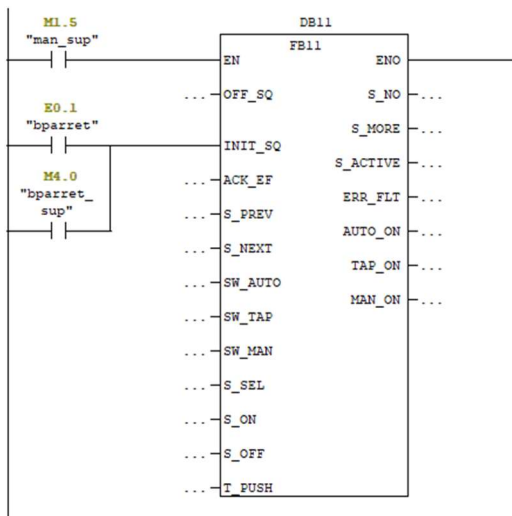 DB11
M1.5
"man_sup"
FB11
EN
ENO
... OFF_SQ
S_NO ...
E0.1
"bparret"
S_MORE ...
INIT_SQ
S_ACTIVE ...
M4.0
"bparret_
sup"
... ACK_EF
ERR_FLT ...
... S_PREV
AUTO_ON ...
... S_NEXT
TAP_ON ...
... SW_AUTO
MAN_ON ...
... SW_TAP
... SW_MAN
... S_SEL
... S_ON
... S_OFF
... T_PUSH